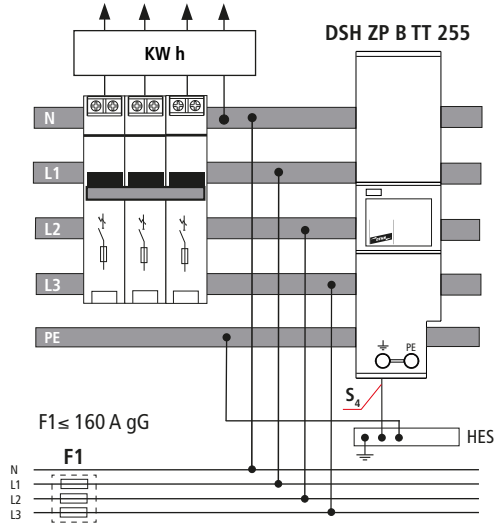 DSH ZP B TT 255
KW h
N
L1
L2
L3
PE
PE
S4
F1≤ 160 A gG
HES
F1
N
L1
L2
L3